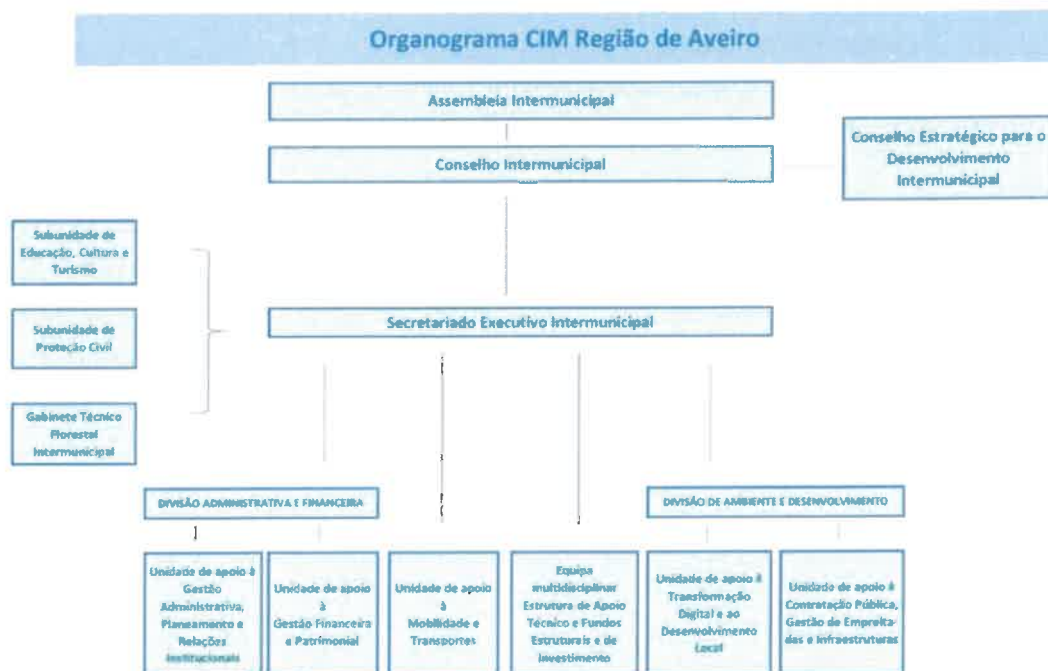 Organograma CIM Região de Aveiro
Assembleia Intermunicipal
Conselho Intermunicipal
Conselho Estratégico para o
Desenvolvimento
Intermunicipal
Subunidade de
Educação, Cultura e
Turismo
Subunidade de
Proteção Civil
Gabinete Técnico
Florestal
Intermunicipal
Secretariado Executivo Intermunicipal
DIVISÃO ADMINISTRATIVA E FINANCEIRA
DIVISÃO DE AMBIENTE E DESENVOLVIMENTO
Unidade de apoio à
Gestão
Administrativa,
Planeamento e
Relações
Institucionais
Unidade de apoio
à
Gestão Financeira
e Patrimonial
Unidade de apoio
à
Mobilidade e
Transportes
Equipa
multidisciplinar
Estrutura de Apoio
Técnico e Fundos
Estruturais e de
Investimento
Unidade de apoio à
Transformação
Digital e ao
Desenvolvimento
Local
Unidade de apoio à
Contratação Pública,
Gestão de Empreita-
das e Infraestruturas